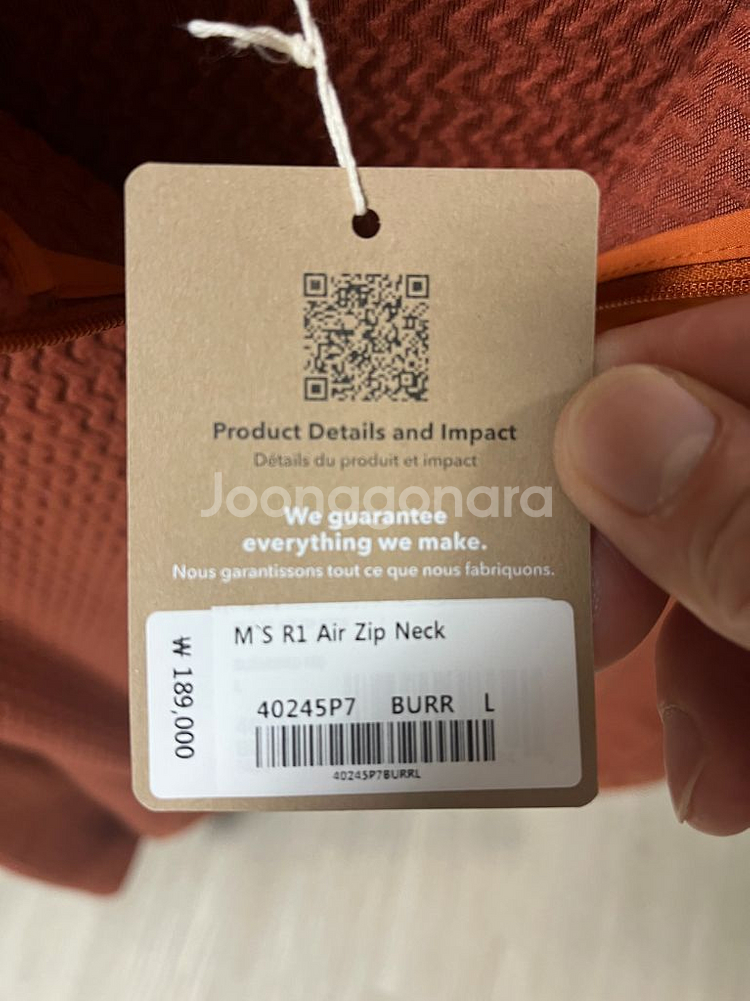 Product Details and Impact
Détails du produit et impact
Joonggonara
We guarantee
everything we make.
Nous garantissons tout ce que nous fabriquons.
M`S R1 Air Zip Neck
₩ 189,000
40245P7 BURR L
40245P7BURRL